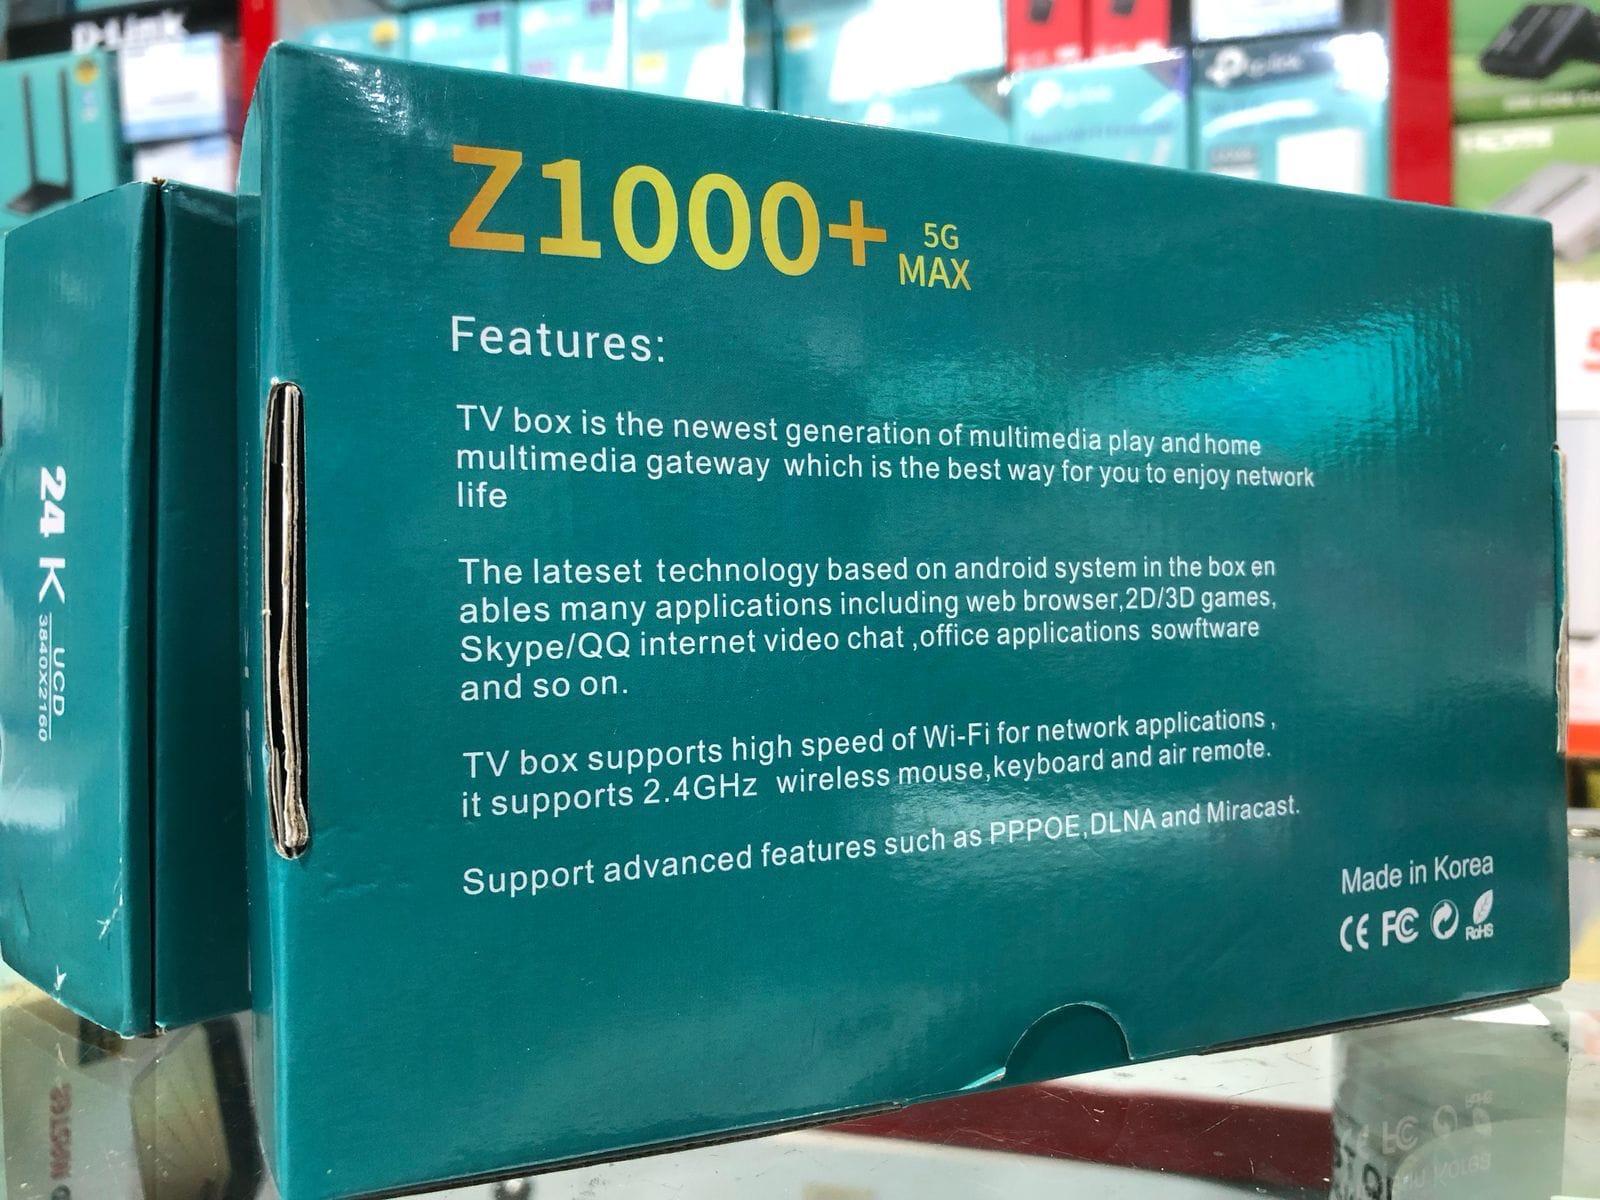 D-Link
Z1000+ 5G
MAX
Features:
TV box is the newest generation of multimedia play and home
multimedia gateway which is the best way for you to enjoy network
life
The lateset technology based on android system in the box en
ables many applications including web browser,2D/3D games,
Skype/QQ internet video chat ,office applications sowftware
and so on.
TV box supports high speed of Wi-Fi for network applications ,
it supports 2.4GHz wireless mouse,keyboard and air remote.
Support advanced features such as PPPOE,DLNA and Miracast.
Made in Korea
CE FC RoHS
24 K UCD
3840X2160
tp-link